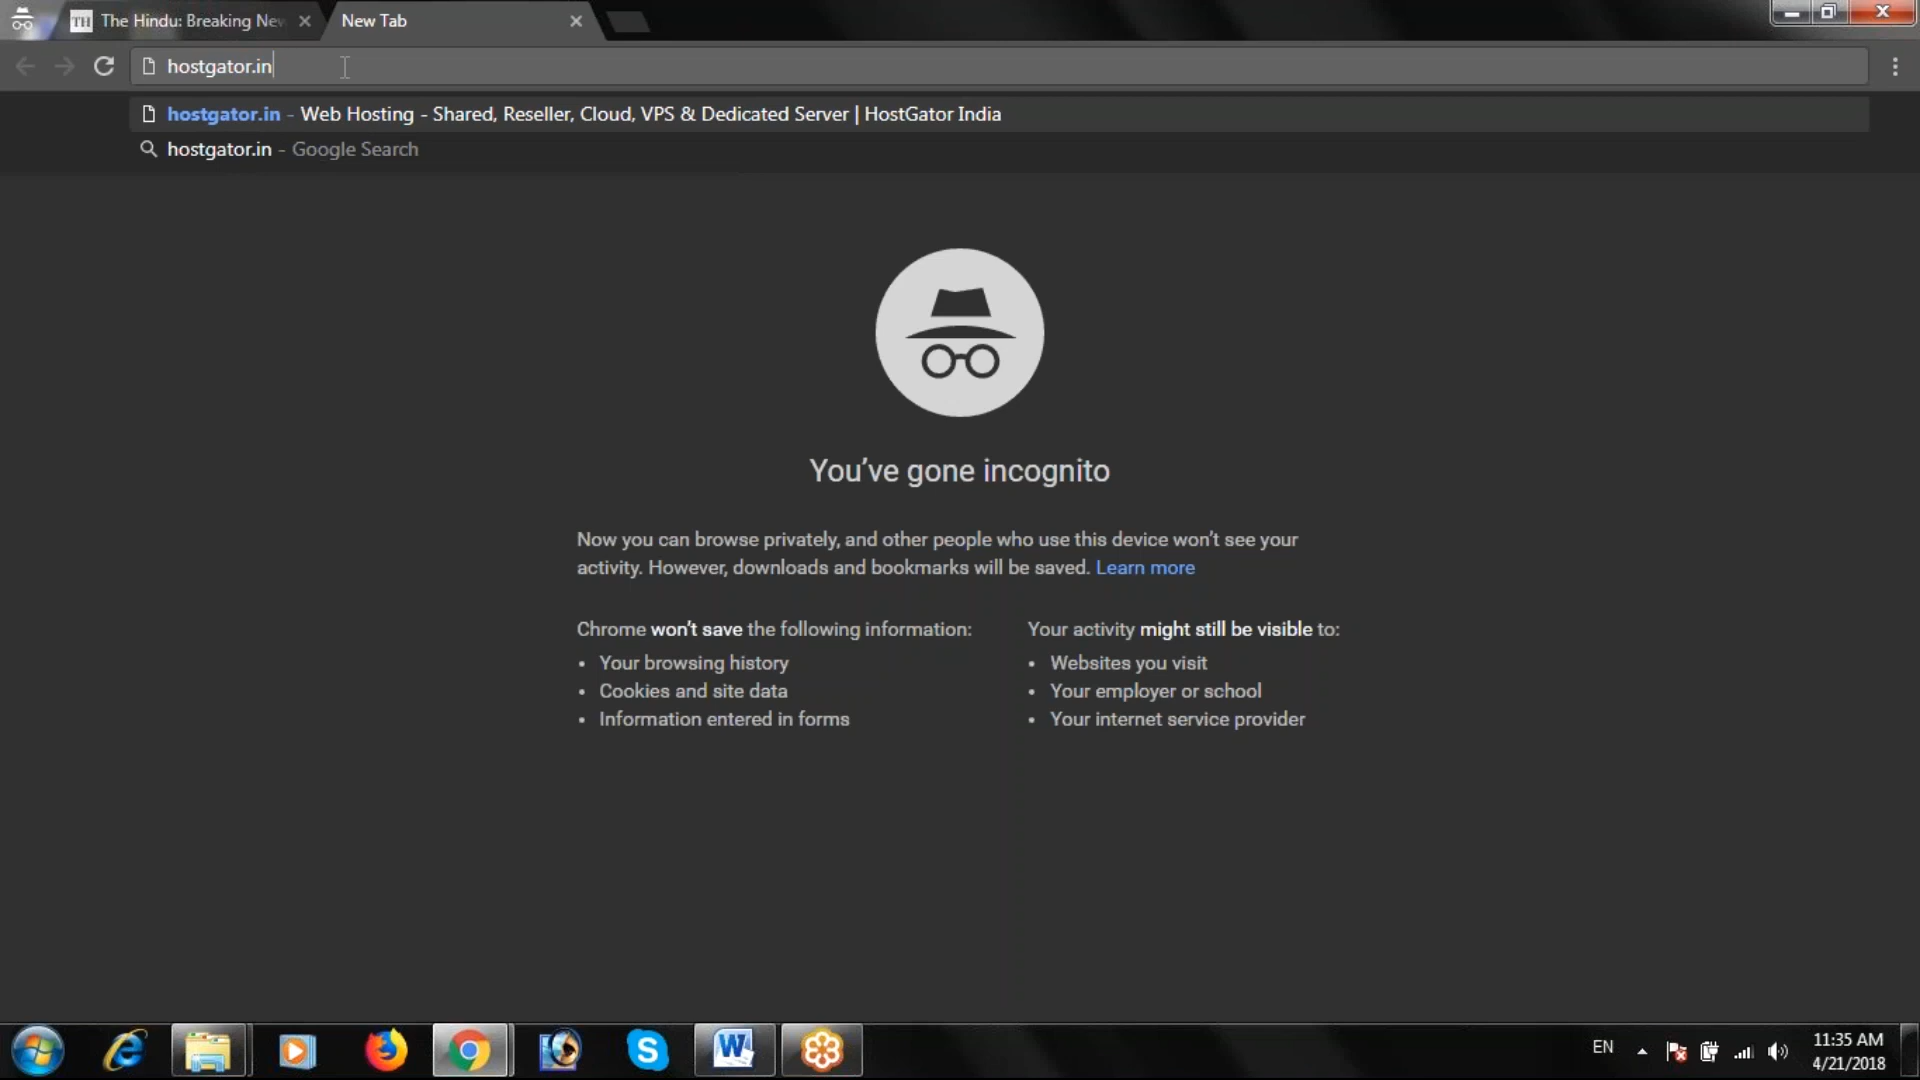 TH The Hindu: Breaking New
New Tab
hostgator.in
hostgator.in - Web Hosting - Shared, Reseller, Cloud, VPS & Dedicated Server | HostGator India
hostgator.in - Google Search
You've gone incognito
Now you can browse privately, and other people who use this device won't see your
activity. However, downloads and bookmarks will be saved. Learn more
Chrome won't save the following information:
• Your browsing history
• Cookies and site data
• Information entered in forms
Your activity might still be visible to:
• Websites you visit
• Your employer or school
• Your internet service provider
EN
11:35 AM
4/21/2018